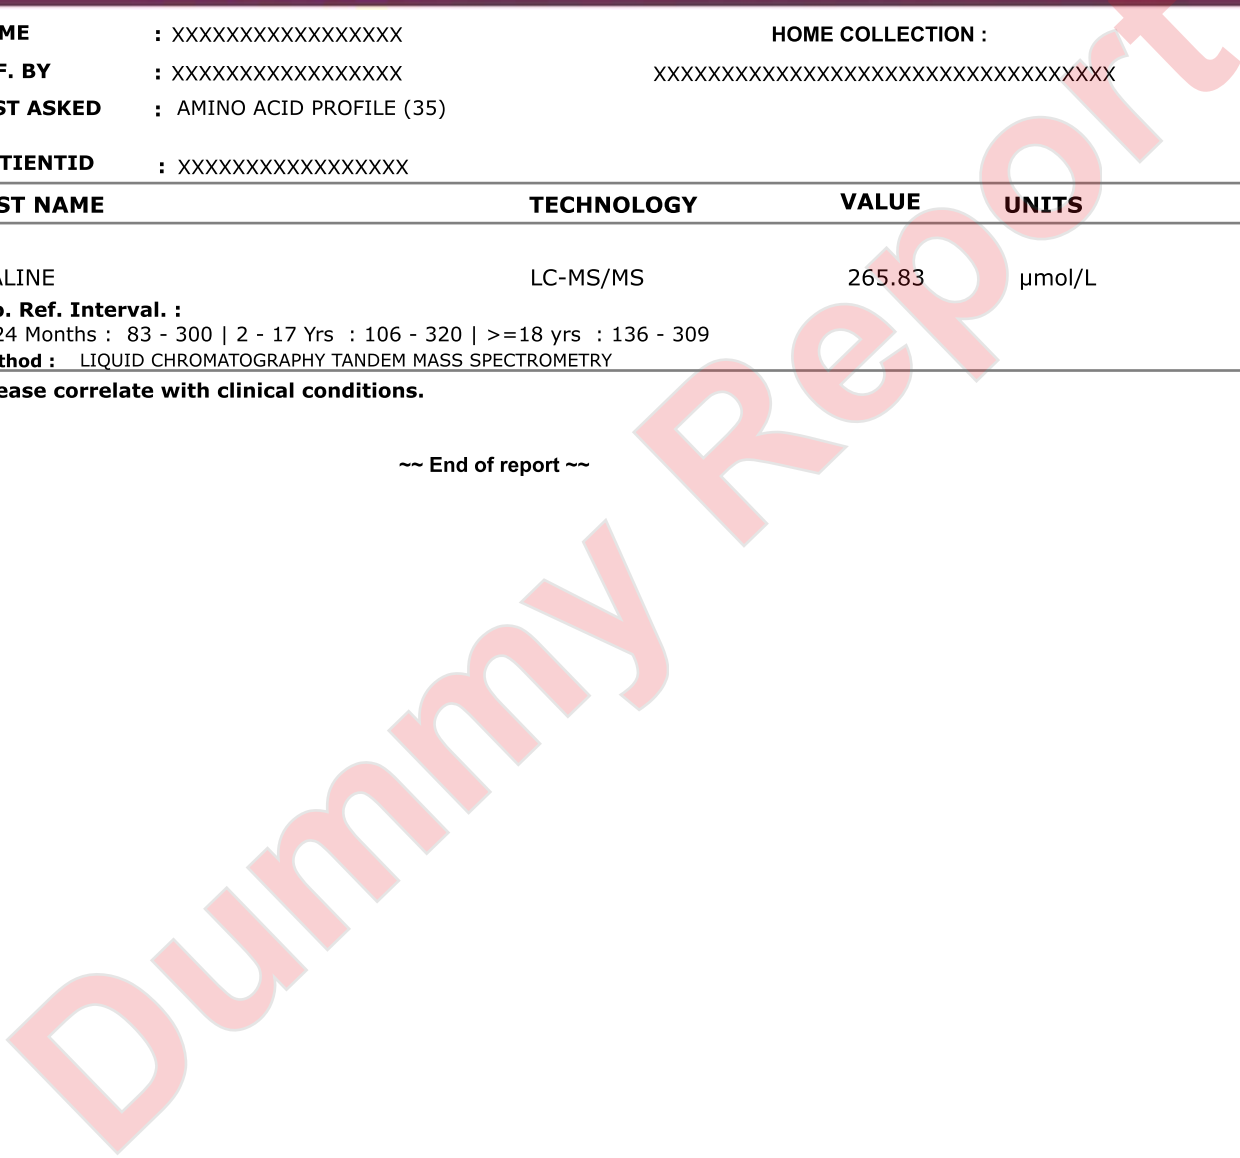 ME : XXXXXXXXXXXXXXXXX HOME COLLECTION :
F. BY : XXXXXXXXXXXXXXXXX XXXXXXXXXXXXXXXXXXXXXXXXXXXXXXXXXX
ST ASKED : AMINO ACID PROFILE (35)
TIENTID : XXXXXXXXXXXXXXXXX
ST NAME TECHNOLOGY VALUE UNITS
ALINE LC-MS/MS 265.83 µmol/L
o. Ref. Interval. :
24 Months : 83 - 300 | 2 - 17 Yrs : 106 - 320 | >=18 yrs : 136 - 309
thod : LIQUID CHROMATOGRAPHY TANDEM MASS SPECTROMETRY
ease correlate with clinical conditions.
~~ End of report ~~
Dummy Report